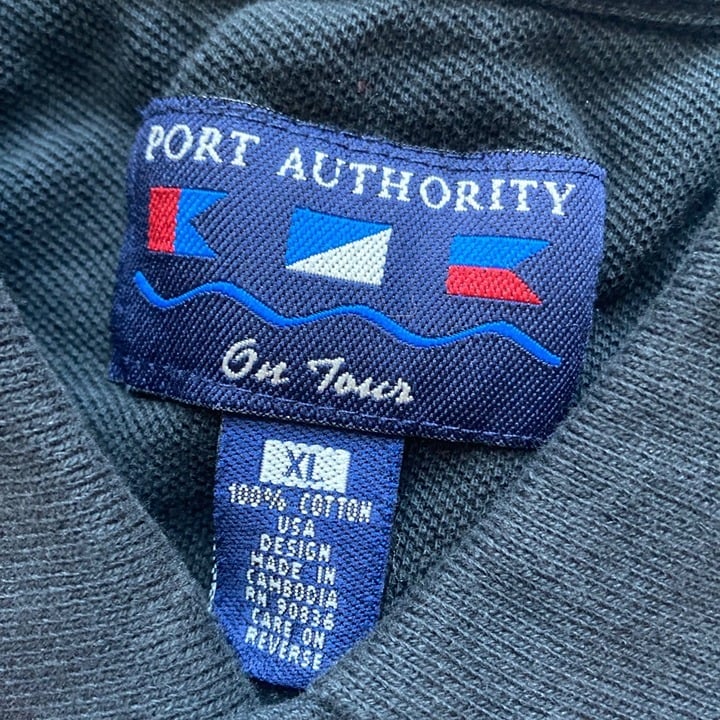 PORT AUTHORITY
On Tour
XL
100% COTTON
USA
DESIGN
MADE IN
CAMBODIA
RN 90836
CARE ON
REVERSE